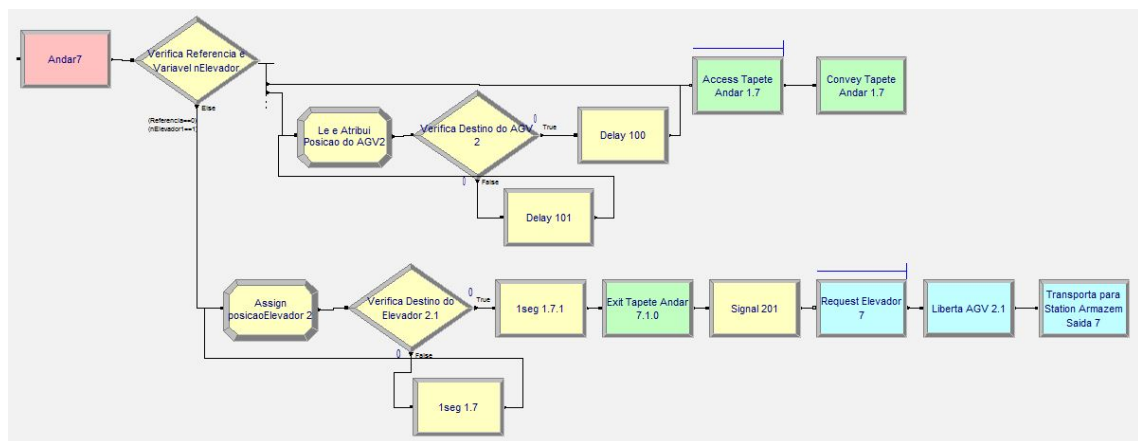 Andar7
Verifica Referencia e
Variavel nElevador
Else
(Referencia==0)
(nElevador1==1)
Le e Atribui
Posicao do AGV2
Verifica Destino do AGV
2
0
True
0
False
Delay 100
Delay 101
Access Tapete
Andar 1.7
Convey Tapete
Andar 1.7
Assign
posicaoElevador 2
Verifica Destino do
Elevador 2.1
0
True
0
False
1seg 1.7
1seg 1.7.1
Exit Tapete Andar
7.1.0
Signal 201
Request Elevador
7
Liberta AGV 2.1
Transporta para
Station Armazem
Saida 7